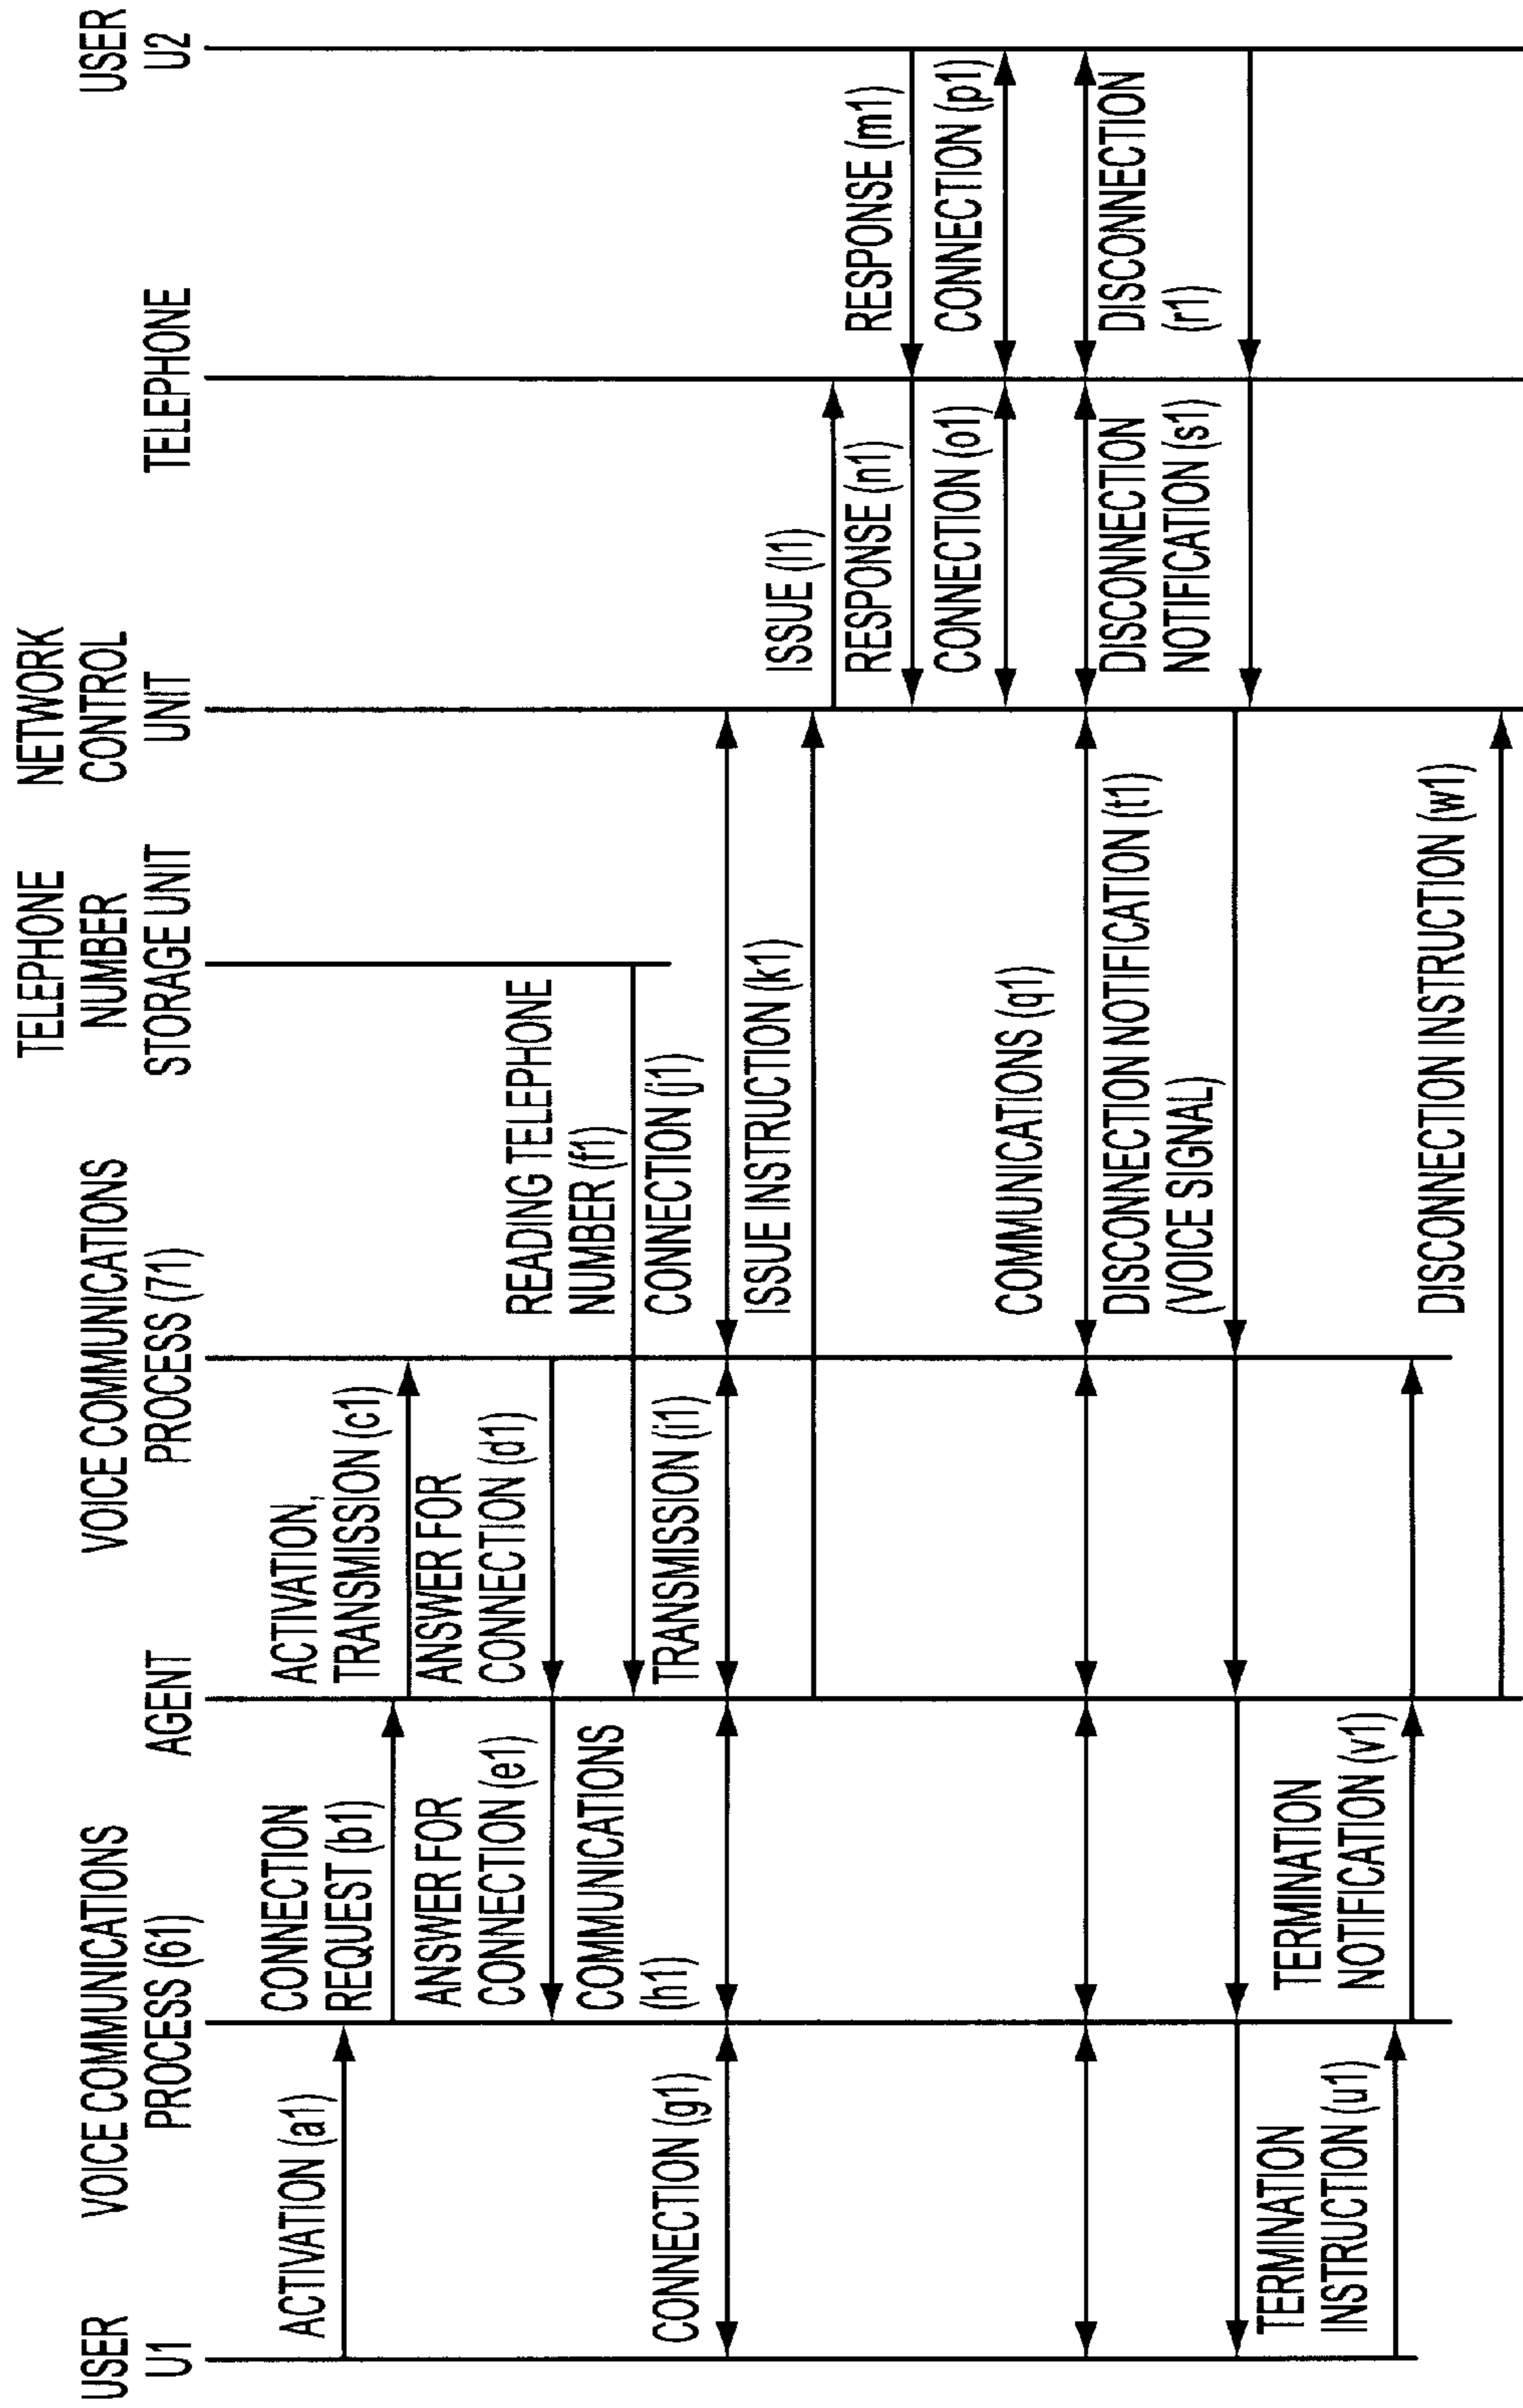 USER
U1
VOICE COMMUNICATIONS
PROCESS (61)
AGENT
VOICE COMMUNICATIONS
PROCESS (71)
TELEPHONE
NUMBER
STORAGE UNIT
NETWORK
CONTROL
UNIT
TELEPHONE
USER
U2
ACTIVATION (a1)
CONNECTION
REQUEST (b1)
ACTIVATION,
TRANSMISSION (c1)
ANSWER FOR
CONNECTION (d1)
ANSWER FOR
CONNECTION (e1)
READING TELEPHONE
NUMBER (f1)
CONNECTION (g1)
COMMUNICATIONS
(h1)
TRANSMISSION (i1)
CONNECTION (j1)
ISSUE INSTRUCTION (k1)
ISSUE (l1)
RESPONSE (m1)
RESPONSE (n1)
CONNECTION (o1)
CONNECTION (p1)
COMMUNICATIONS (q1)
DISCONNECTION
(r1)
DISCONNECTION
NOTIFICATION (s1)
DISCONNECTION NOTIFICATION (t1)
(VOICE SIGNAL)
TERMINATION
INSTRUCTION (u1)
TERMINATION
NOTIFICATION (v1)
DISCONNECTION INSTRUCTION (w1)